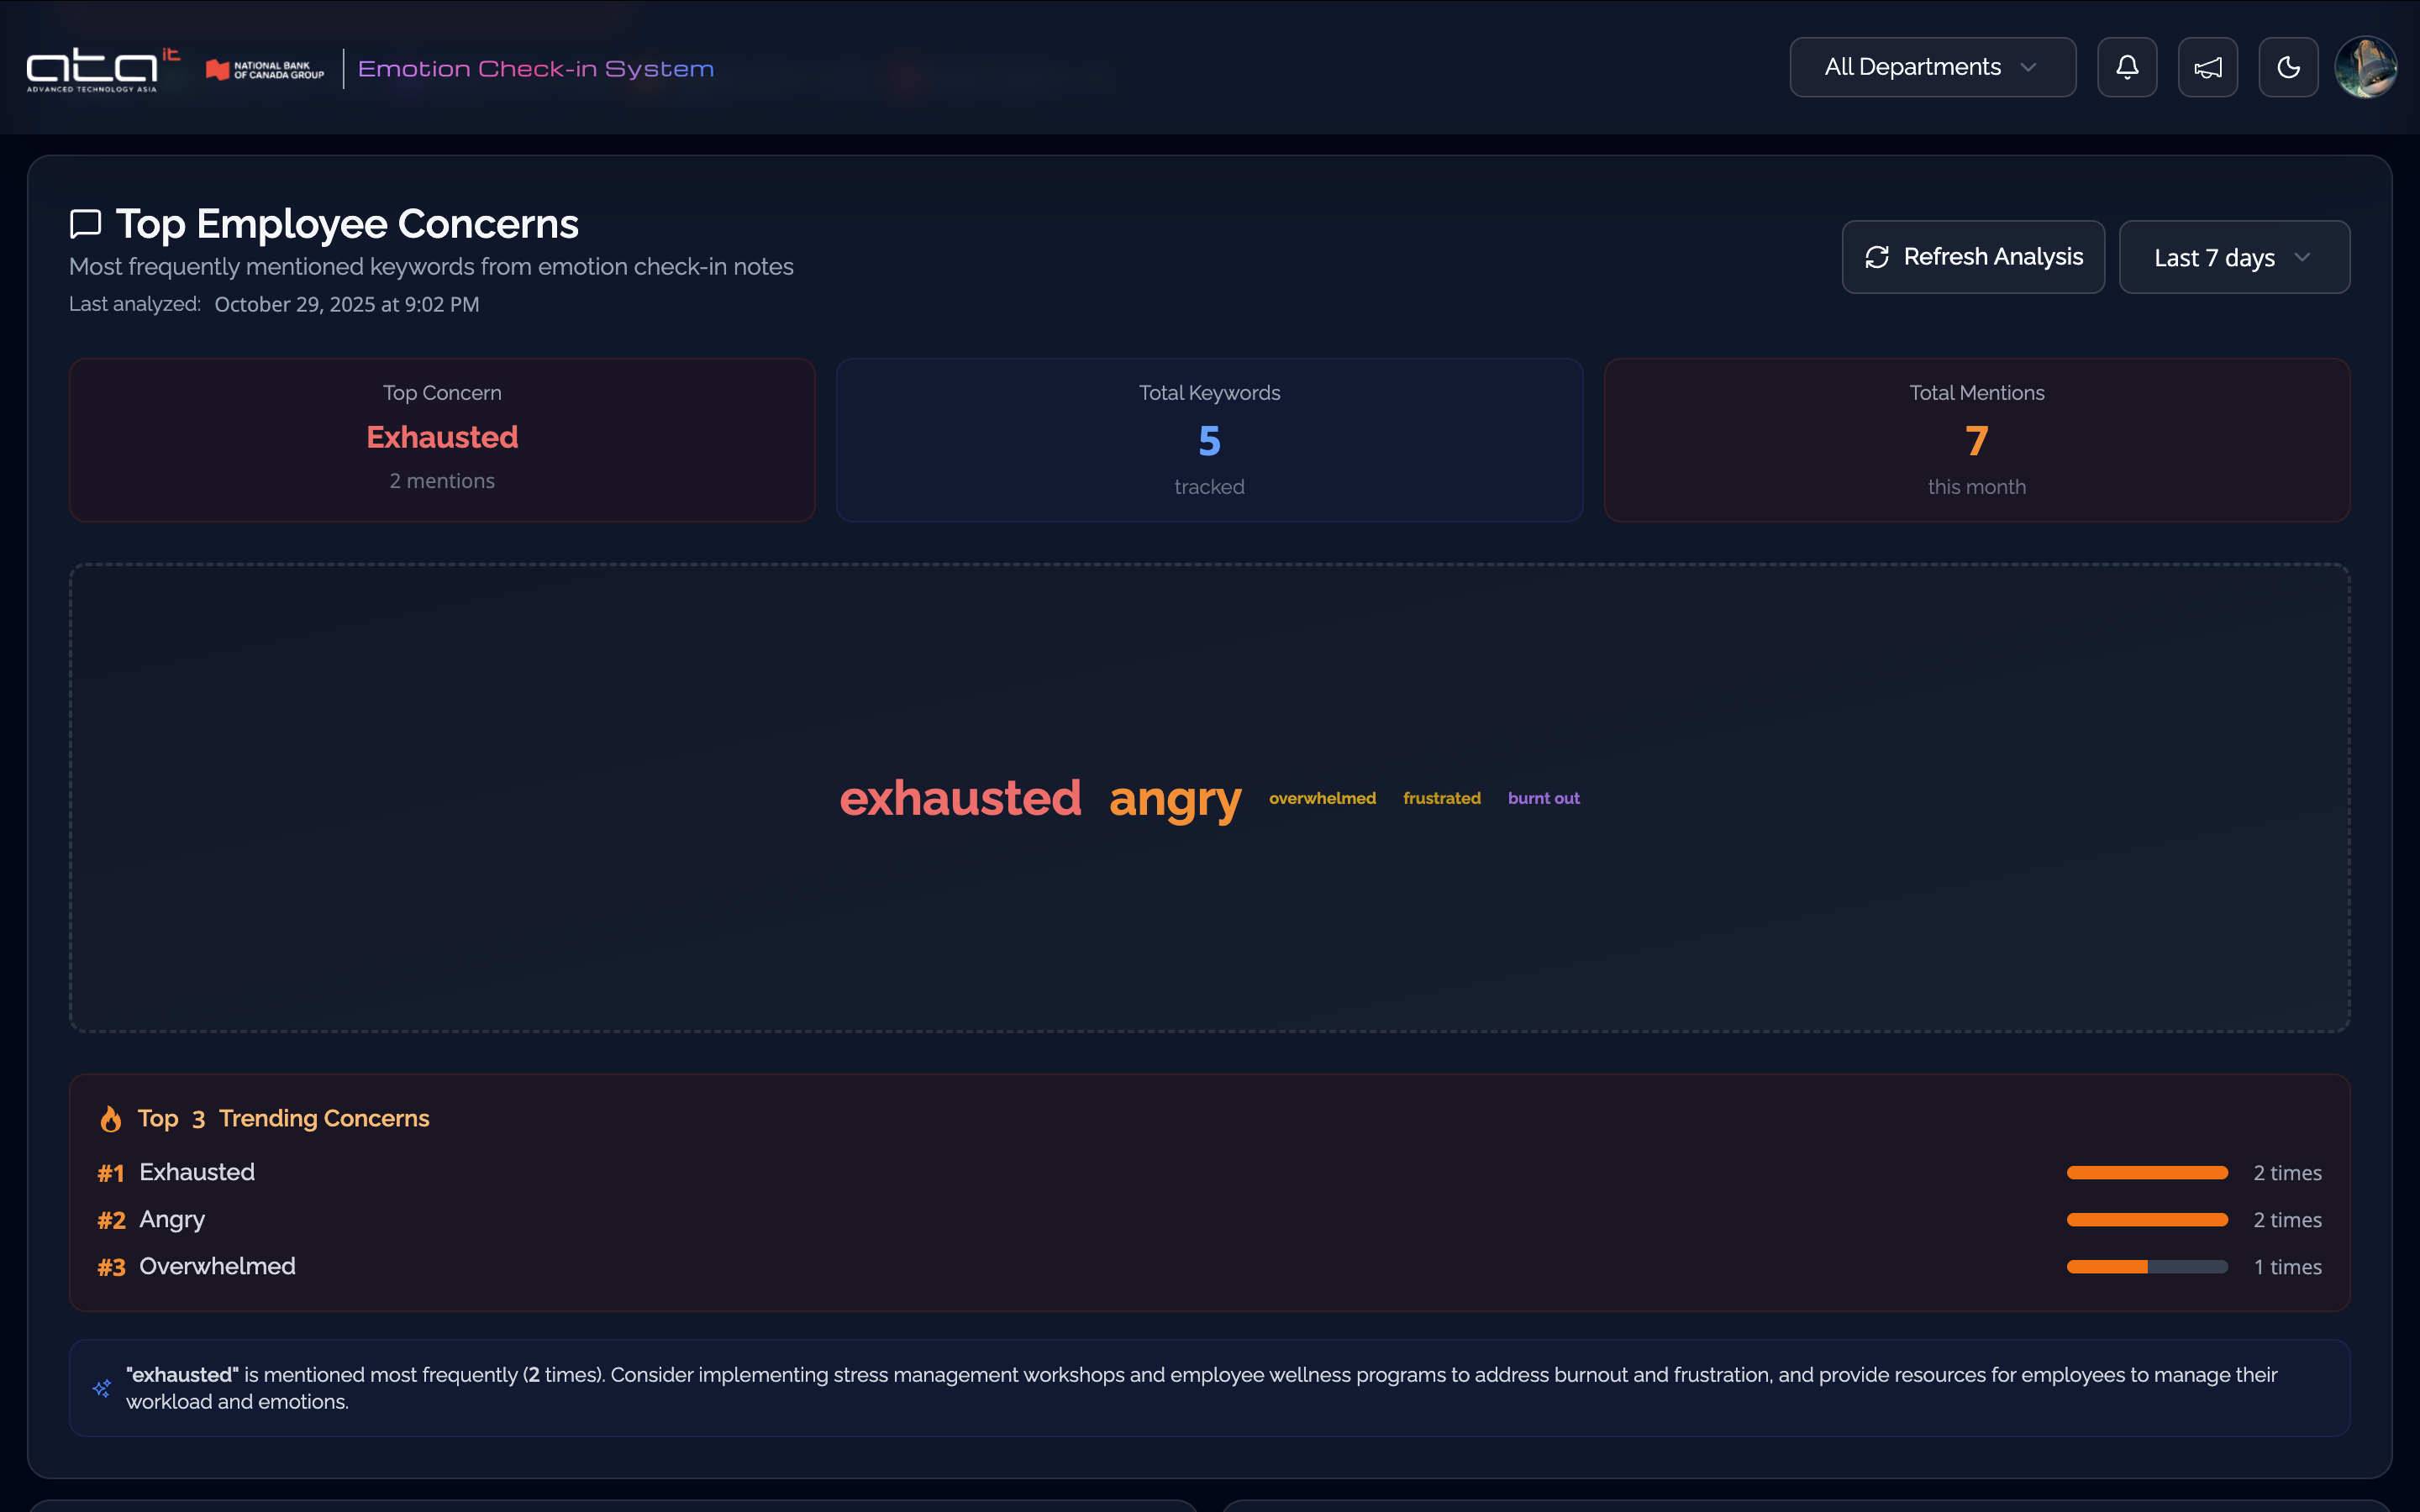 ata it
ADVANCED TECHNOLOGY ASIA
NATIONAL BANK
OF CANADA GROUP
Emotion Check-in System
All Departments
Top Employee Concerns
Most frequently mentioned keywords from emotion check-in notes
Last analyzed: October 29, 2025 at 9:02 PM
Refresh Analysis
Last 7 days
Top Concern
Exhausted
2 mentions
Total Keywords
5
tracked
Total Mentions
7
this month
exhausted angry overwhelmed frustrated burnt out
Top 3 Trending Concerns
#1 Exhausted 2 times
#2 Angry 2 times
#3 Overwhelmed 1 times
"exhausted" is mentioned most frequently (2 times). Consider implementing stress management workshops and employee wellness programs to address burnout and frustration, and provide resources for employees to manage their
workload and emotions.